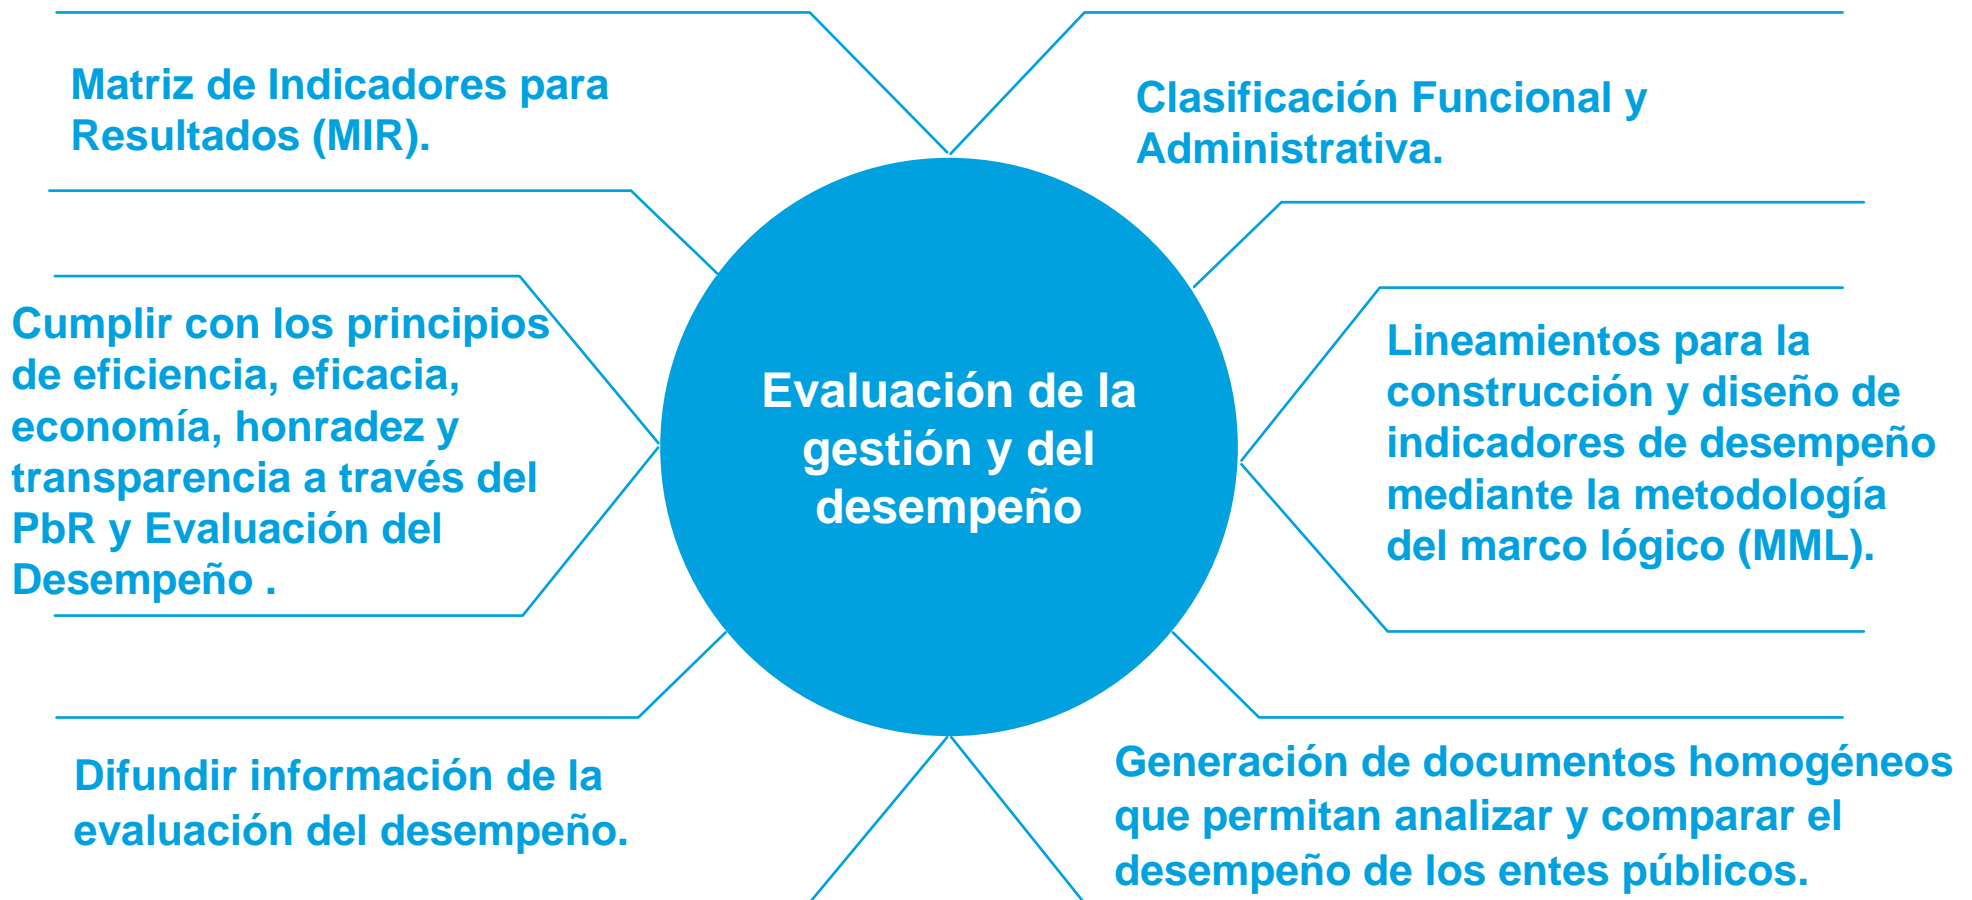 Matriz de Indicadores para
Resultados (MIR).
Clasificación Funcional y
Administrativa.
Cumplir con los principios
de eficiencia, eficacia,
economía, honradez y
transparencia a través del
PbR y Evaluación del
Desempeño .
Evaluación de la
gestión y del
desempeño
Lineamientos para la
construcción y diseño de
indicadores de desempeño
mediante la metodología
del marco lógico (MML).
Difundir información de la
evaluación del desempeño.
Generación de documentos homogéneos
que permitan analizar y comparar el
desempeño de los entes públicos.